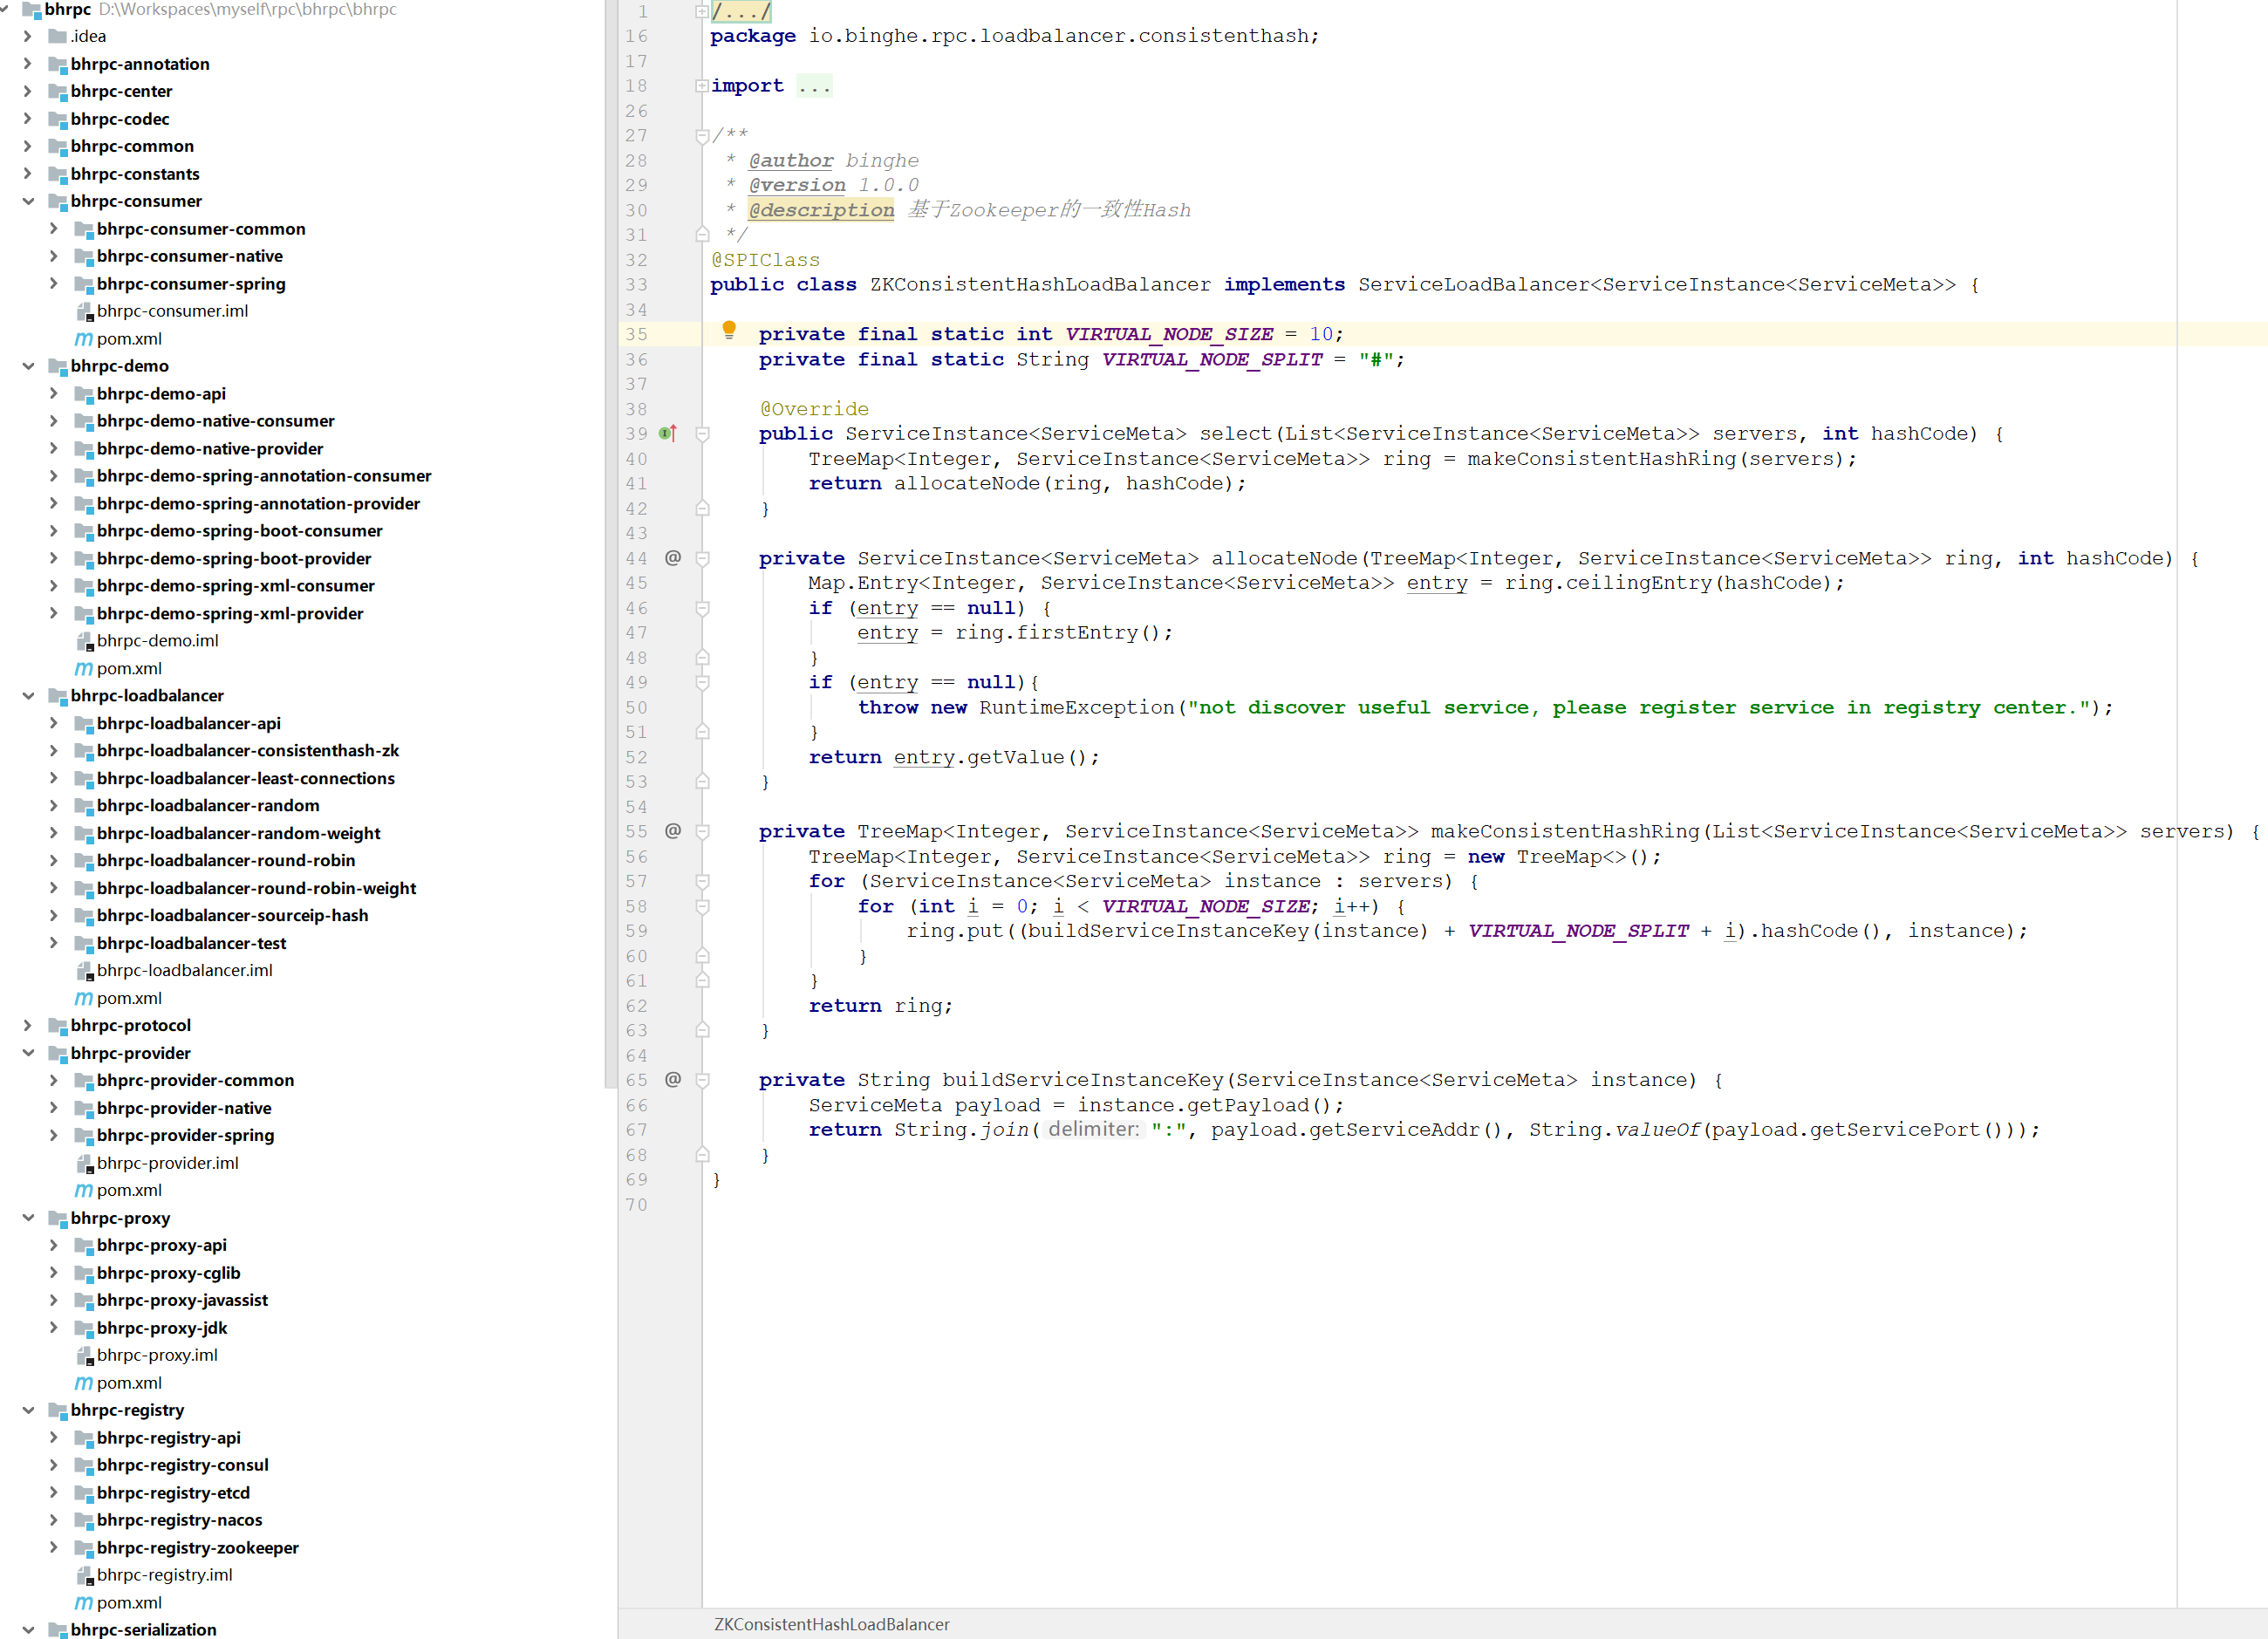 bhrpc D:\Workspaces\myself\rpc\bhrpc\bhrpc
.idea
bhrpc-annotation
bhrpc-center
bhrpc-codec
bhrpc-common
bhrpc-constants
bhrpc-consumer
bhrpc-consumer-common
bhrpc-consumer-native
bhrpc-consumer-spring
bhrpc-consumer.iml
pom.xml
bhrpc-demo
bhrpc-demo-api
bhrpc-demo-native-consumer
bhrpc-demo-native-provider
bhrpc-demo-spring-annotation-consumer
bhrpc-demo-spring-annotation-provider
bhrpc-demo-spring-boot-consumer
bhrpc-demo-spring-boot-provider
bhrpc-demo-spring-xml-consumer
bhrpc-demo-spring-xml-provider
bhrpc-demo.iml
pom.xml
bhrpc-loadbalancer
bhrpc-loadbalancer-api
bhrpc-loadbalancer-consistenthash-zk
bhrpc-loadbalancer-least-connections
bhrpc-loadbalancer-random
bhrpc-loadbalancer-random-weight
bhrpc-loadbalancer-round-robin
bhrpc-loadbalancer-round-robin-weight
bhrpc-loadbalancer-sourceip-hash
bhrpc-loadbalancer-test
bhrpc-loadbalancer.iml
pom.xml
bhrpc-protocol
bhrpc-provider
bhprc-provider-common
bhrpc-provider-native
bhrpc-provider-spring
bhrpc-provider.iml
pom.xml
bhrpc-proxy
bhrpc-proxy-api
bhrpc-proxy-cglib
bhrpc-proxy-javassist
bhrpc-proxy-jdk
bhrpc-proxy.iml
pom.xml
bhrpc-registry
bhrpc-registry-api
bhrpc-registry-consul
bhrpc-registry-etcd
bhrpc-registry-nacos
bhrpc-registry-zookeeper
bhrpc-registry.iml
pom.xml
bhrpc-serialization
1 /.../
16 package io.binghe.rpc.loadbalancer.consistenthash;
17
18 import ...
26
27 /**
28 * @author binghe
29 * @version 1.0.0
30 * @description 基于Zookeeper的一致性Hash
31 */
32 @SPIClass
33 public class ZKConsistentHashLoadBalancer implements ServiceLoadBalancer<ServiceInstance<ServiceMeta>> {
34
35 private final static int VIRTUAL_NODE_SIZE = 10;
36 private final static String VIRTUAL_NODE_SPLIT = "#";
37
38 @Override
39 public ServiceInstance<ServiceMeta> select(List<ServiceInstance<ServiceMeta>> servers, int hashCode) {
40 TreeMap<Integer, ServiceInstance<ServiceMeta>> ring = makeConsistentHashRing(servers);
41 return allocateNode(ring, hashCode);
42 }
43
44 @ private ServiceInstance<ServiceMeta> allocateNode(TreeMap<Integer, ServiceInstance<ServiceMeta>> ring, int hashCode) {
45 Map.Entry<Integer, ServiceInstance<ServiceMeta>> entry = ring.ceilingEntry(hashCode);
46 if (entry == null) {
47 entry = ring.firstEntry();
48 }
49 if (entry == null){
50 throw new RuntimeException("not discover useful service, please register service in registry center.");
51 }
52 return entry.getValue();
53 }
54
55 @ private TreeMap<Integer, ServiceInstance<ServiceMeta>> makeConsistentHashRing(List<ServiceInstance<ServiceMeta>> servers) {
56 TreeMap<Integer, ServiceInstance<ServiceMeta>> ring = new TreeMap<>();
57 for (ServiceInstance<ServiceMeta> instance : servers) {
58 for (int i = 0; i < VIRTUAL_NODE_SIZE; i++) {
59 ring.put((buildServiceInstanceKey(instance) + VIRTUAL_NODE_SPLIT + i).hashCode(), instance);
60 }
61 }
62 return ring;
63 }
64
65 @ private String buildServiceInstanceKey(ServiceInstance<ServiceMeta> instance) {
66 ServiceMeta payload = instance.getPayload();
67 return String.join( delimiter: ":", payload.getServiceAddr(), String.valueOf(payload.getServicePort()));
68 }
69 }
70
ZKConsistentHashLoadBalancer